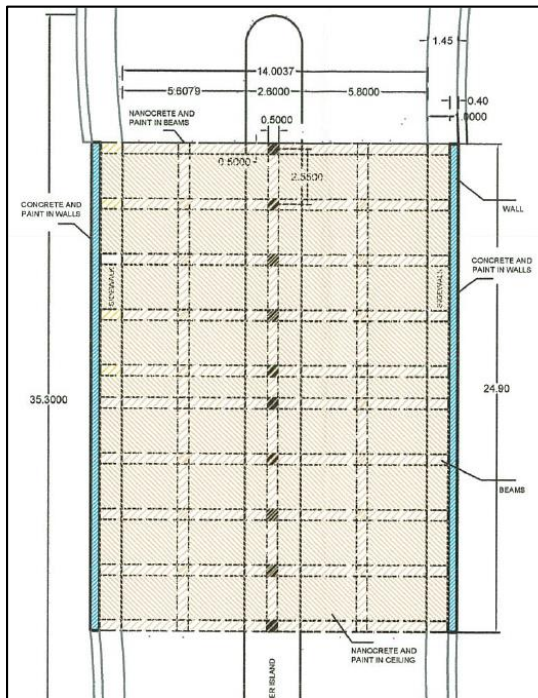 1.45
14.0037
5.6079
2.6000
5.8000
0.40
NANOCRETE AND
PAINT IN BEAMS
0.5000
0.5000
2.5500
WALL
CONCRETE AND
PAINT IN WALLS
CONCRETE AND
PAINT IN WALLS
SIDEWALK
SIDEWALK
35.3000
24.90
BEAMS
NANOCRETE AND
PAINT IN CEILING
ER ISLAND